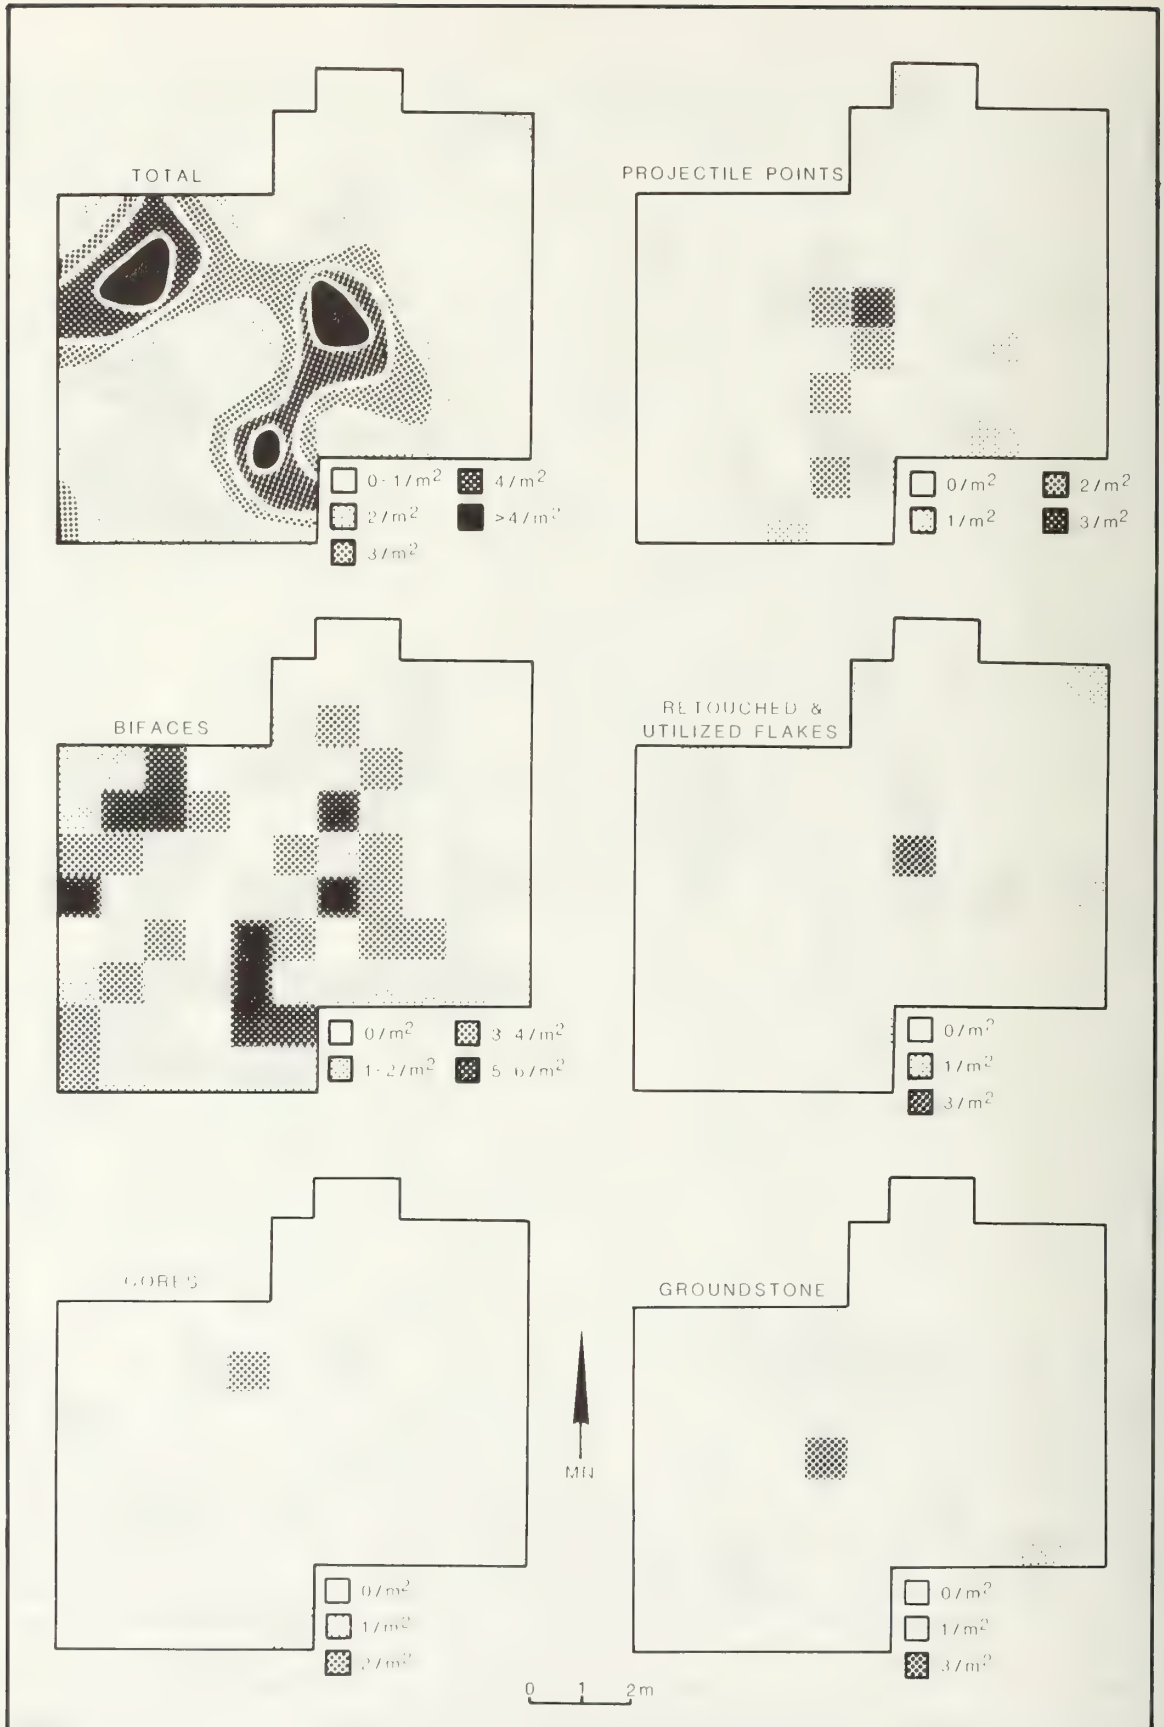 TOTAL
0-1/m²
4/m²
2/m²
>4/m²
3/m²
PROJECTILE POINTS
0/m²
2/m²
1/m²
3/m²
BIFACES
0/m²
3-4/m²
1-2/m²
5-6/m²
RETOUCHED &
UTILIZED FLAKES
0/m²
1/m²
3/m²
CORES
0/m²
1/m²
2/m²
MN
GROUNDSTONE
0/m²
1/m²
3/m²
0 1 2m